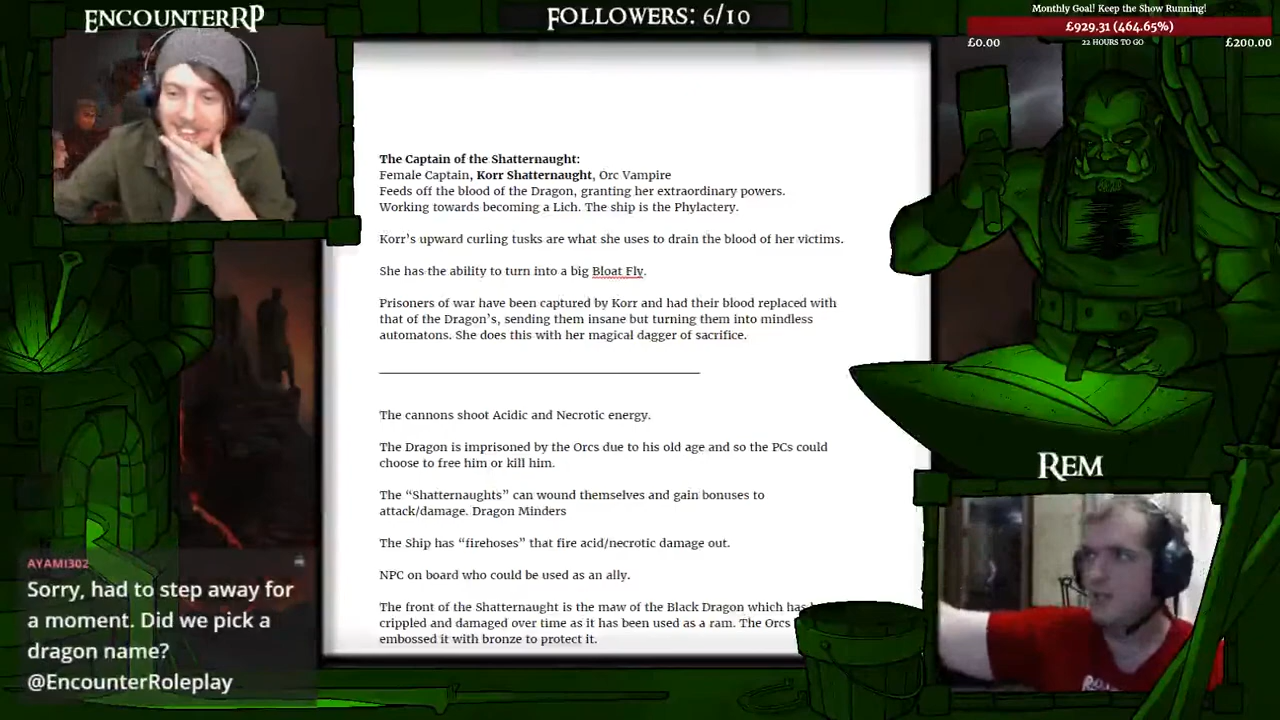 EncounterRP
Followers: 6/10
Monthly Goal! Keep the Show Running!
£929.31 (464.65%)
£0.00
22 HOURS TO GO
£200.00
The Captain of the Shatternaught:
Female Captain, Korr Shatternaught, Orc Vampire
Feeds off the blood of the Dragon, granting her extraordinary powers.
Working towards becoming a Lich. The ship is the Phylactery.
Korr's upward curling tusks are what she uses to drain the blood of her victims.
She has the ability to turn into a big Bloat Fly.
Prisoners of war have been captured by Korr and had their blood replaced with
that of the Dragon's, sending them insane but turning them into mindless
automatons. She does this with her magical dagger of sacrifice.
The cannons shoot Acidic and Necrotic energy.
The Dragon is imprisoned by the Orcs due to his old age and so the PCs could
choose to free him or kill him.
The “Shatternaughts” can wound themselves and gain bonuses to
attack/damage. Dragon Minders
The Ship has “firehoses” that fire acid/necrotic damage out.
NPC on board who could be used as an ally.
The front of the Shatternaught is the maw of the Black Dragon which has
crippled and damaged over time as it has been used as a ram. The Orcs
embossed it with bronze to protect it.
Rem
AYAMI302
Sorry, had to step away for
a moment. Did we pick a
dragon name?
@EncounterRoleplay